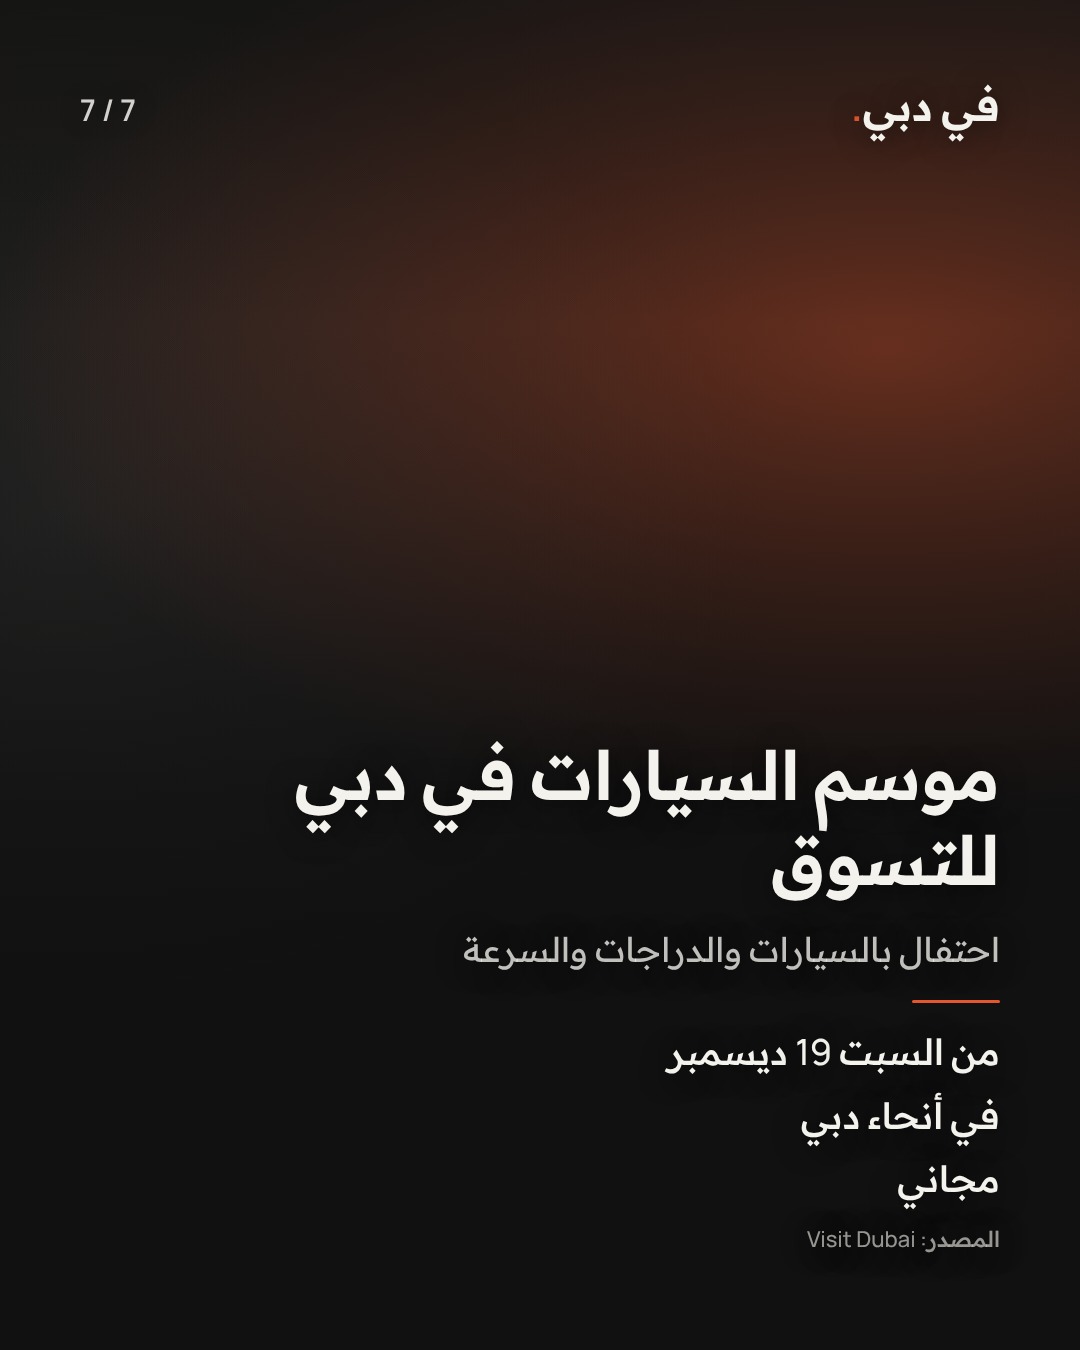 في دبي.
7 / 7
موسم السيارات في دبي
للتسوق
احتفال بالسيارات والدراجات والسرعة
من السبت 19 ديسمبر
في أنحاء دبي
مجاني
المصدر: Visit Dubai